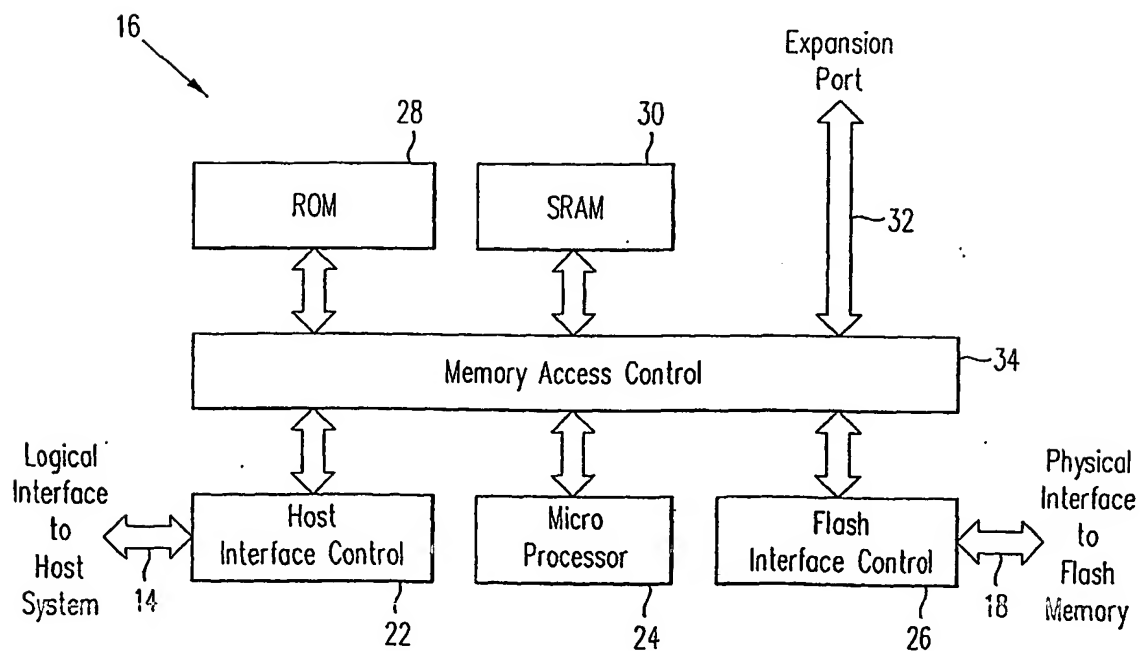 16
Expansion
Port
28
30
ROM
SRAM
32
Memory Access Control
34
Logical
Interface
to
Host
System
14
Host
Interface Control
22
Micro
Processor
24
Flash
Interface Control
26
18
Physical
Interface
to
Flash
Memory